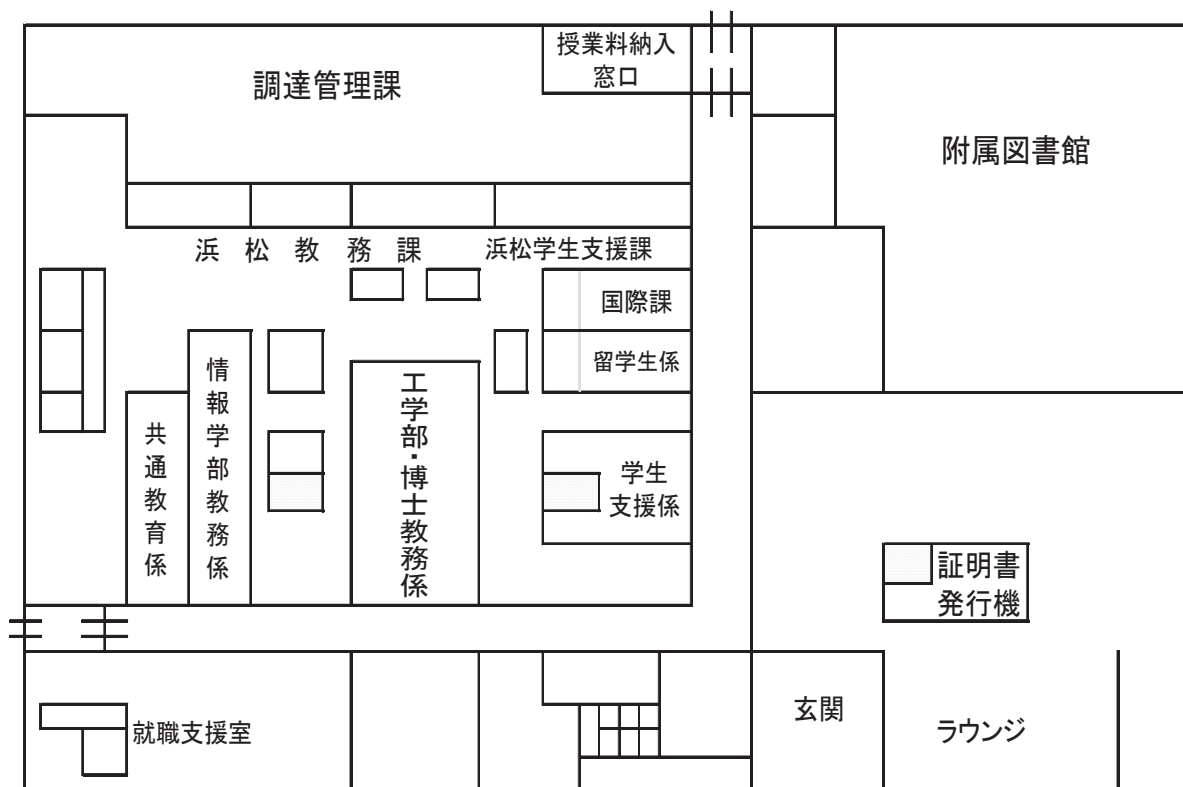 授業料納入
窓口
調達管理課
附属図書館
浜松教務課
浜松学生支援課
国際課
留学生係
情報学部教務係
工学部・博士教務係
共通教育係
学生
支援係
証明書
発行機
玄関
就職支援室
ラウンジ